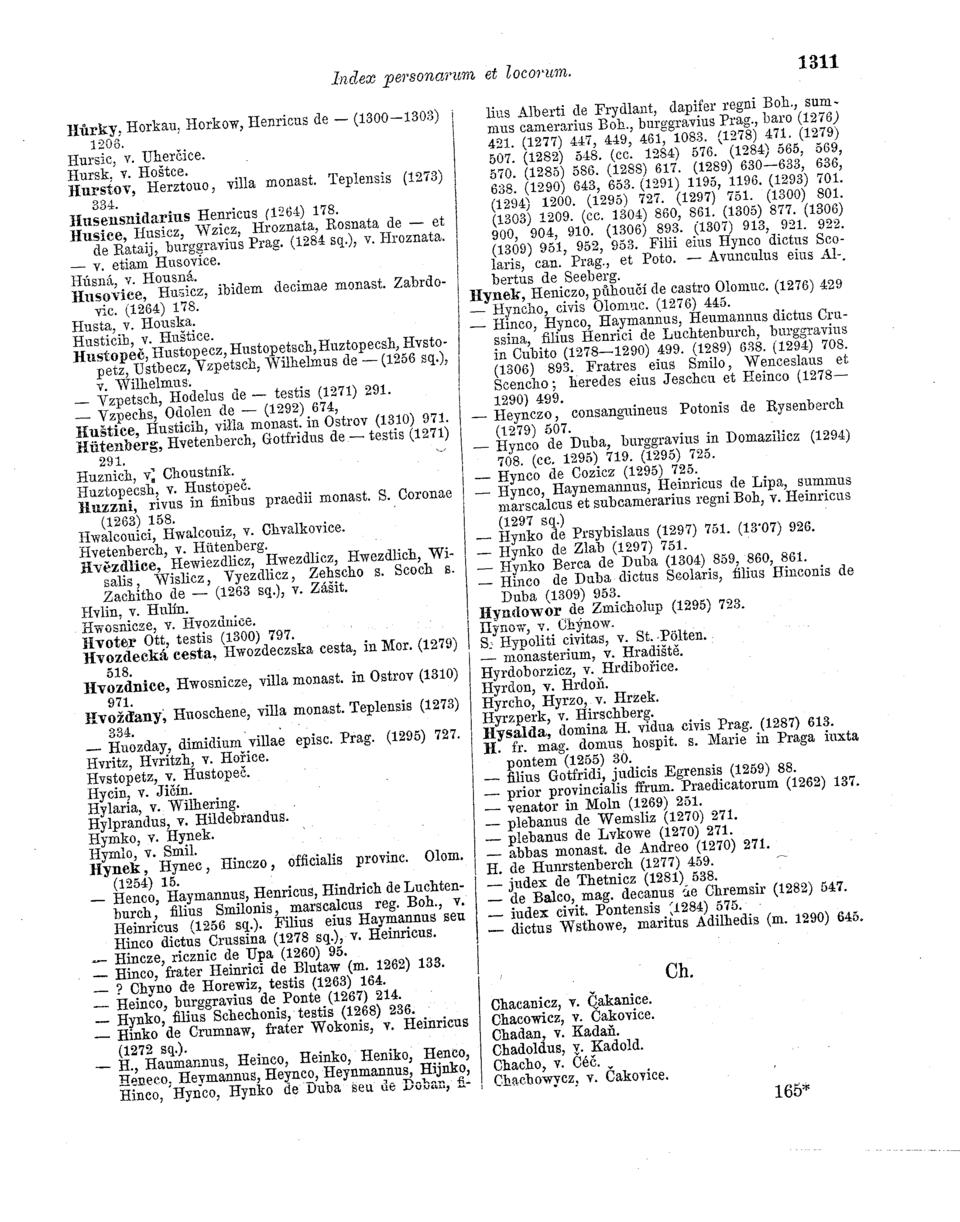 Index personarum et locorum.
1311
Hůrky, Horkau, Horkow, Henricus de — (1300—1303)
1206.
Hursic, v. Uherčice.
Hursk, v. Hoštce.
Hurstov, Herztouo, villa monast. Teplensis (1273)
334.
Huseusnidarius Henricus (1264) 178.
Husice, Husicz, Wzicz, Hroznata, Rosnata de — et
de Rataij, burggravius Prag. (1284 sq.), v. Hroznata.
— v. etiam Husovice.
Húsná, v. Housná.
Husovice, Husicz, ibidem decimae monast. Zabrdo-
vic. (1264) 178.
Husta, v. Houska.
Husticih, v. Huštice.
Hustopeč, Hustopecz, Hustopetsch, Huztopecsh, Hvsto-
petz, Ustbecz, Vzpetsch, Wilhelmus de — (1256 sq.),
v. Wilhelmus.
— Vzpetsch, Hodelus de — testis (1271) 291.
— Vzpechs, Odolen de — (1292) 674,
Huštice, Husticih, villa monast. in Ostrov (1310) 971.
Hütenberg, Hvetenberch, Gotfridus de — testis (1271)
291.
Huznich, v. Choustník.
Huztopecsh, v. Hustopeč.
Huzzni, rivus in finibus praedii monast. S. Coronae
(1263) 158.
Hwalcouici, Hwalcouiz, v. Chvalkovice.
Hvetenberch, v. Hütenberg.
Hvězdlice, Hewiezdlicz, Hwezdlicz, Hwezdlich, Wi-
salis, Wislicz, Vyezdlicz, Zehscho s. Scoch s.
Zachitho de — (1263 sq.), v. Zášit.
Hvlin, v. Hulín.
Hwosnicze, v. Hvozdnice.
Hvoter Ott, testis (1300) 797.
Hvozdecká cesta, Hwozdeczska cesta, in Mor. (1279)
518.
Hvozdnice, Hwosnicze, villa monast. in Ostrov (1310)
971.
Hvožďany, Huoschene, villa monast. Teplensis (1273)
334.
— Huozday, dimidium villae episc. Prag. (1295) 727.
Hvritz, Hvritzh, v. Hořice.
Hvstopetz, v. Hustopeč.
Hycin, v. Jičín.
Hylaria, v. Wilhering.
Hylprandus, v. Hildebrandus.
Hymko, v. Hynek.
Hymlo, v. Smil.
Hynek, Hynec, Hinczo, officialis provinc. Olom.
(1254) 15.
— Henco, Haymannus, Henricus, Hindrich de Luchten-
burch, filius Smilonis, marscalcus reg. Boh., v.
Heinricus (1256 sq.). Filius eius Haymannus seu
Hinco dictus Crussina (1278 sq.), v. Heinricus.
— Hincze, ricznic de Upa (1260) 95.
— Hinco, frater Heinrici de Blutaw (m. 1262) 133.
— ? Chyno de Horewiz, testis (1263) 164.
— Heinco, burggravius de Ponte (1267) 214.
— Hynko, filius Schechonis, testis (1268) 236.
— Hinko de Crumnaw, frater Wokonis, v. Heinricus
(1272 sq.).
— H., Haumannus, Heinco, Heinko, Heniko, Henco,
Heneco, Heymannus, Heynco, Heynmannus, Hijnko,
Hinco, Hynco, Hynko de Duba seu de Doban, fi-
lius Alberti de Frydlant, dapifer regni Boh., sum-
mus camerarius Boh., burggravius Prag., baro (1276)
421. (1277) 447, 449, 461, 1083. (1278) 471. (1279)
507. (1282) 548. (cc. 1284) 576. (1284) 565, 569,
570. (1285) 586. (1288) 617. (1289) 630—633, 636,
638. (1290) 643, 653. (1291) 1195, 1196. (1293) 701.
(1294) 1200. (1295) 727. (1297) 751. (1300) 801.
(1303) 1209. (cc. 1304) 860, 861. (1305) 877. (1306)
900, 904, 910. (1306) 893. (1307) 913, 921. 922.
(1309) 951, 952, 953. Filii eius Hynco dictus Sco-
laris, can. Prag., et Poto. — Avunculus eius Al-
bertus de Seeberg.
Hynek, Heniczo, půhončí de castro Olomuc. (1276) 429
— Hyncho, civis Olomuc. (1276) 445.
— Hinco, Hynco, Haymannus, Heumannus dictus Cru-
ssina, filius Henrici de Luchtenburch, burggravius
in Cubito (1278—1290) 499. (1289) 638. (1294) 708.
(1306) 893. Fratres eius Smilo, Wenceslaus et
Scencho; heredes eius Jeschcu et Heinco (1278—
1290) 499.
— Heynczo, consanguineus Potonis de Rysenberch
(1279) 507.
— Hynco de Duba, burggravius in Domazilicz (1294)
708. (cc. 1295) 719. (1295) 725.
— Hynco de Cozicz (1295) 725.
— Hynco, Haynemannus, Heinricus de Lipa, summus
marscalcus et subcamerarius regni Boh, v. Heinricus
(1297 sq.)
— Hynko de Prsybislaus (1297) 751. (13·07) 926.
— Hynko de Zlab (1297) 751.
— Hynko Berca de Duba (1304) 859, 860, 861.
— Hinco de Duba dictus Scolaris, filius Hinconis de
Duba (1309) 953.
Hyndowor de Zmicholup (1295) 723.
Hynow, v. Chýnow.
S. Hypoliti civitas, v. St. Pölten.
— monasterium, v. Hradiště.
Hyrdoborzicz, v. Hrdibořice.
Hyrdon, v. Hrdoň.
Hyrcho, Hyrzo, v. Hrzek.
Hyrzperk, v. Hirschberg.
Hysalda, domina H. vidua civis Prag. (1287) 613.
H. fr. mag. domus hospit. s. Marie in Praga iuxta
pontem (1255) 30.
— filius Gotfridi, judicis Egrensis (1259) 88.
— prior provincialis ffrum. Praedicatorum (1262) 137.
— venator in Moln (1269) 251.
— plebanus de Wemsliz (1270) 271.
— plebanus de Lvkowe (1270) 271.
— abbas monast. de Andreo (1270) 271.
H. de Hunrstenberch (1277) 459.
— judex de Thetnicz (1281) 538.
— de Balco, mag. decanus de Chremsir (1282) 547.
— iudex civit. Pontensis (1284) 575.
— dictus Wsthowe, maritus Adilhedis (m. 1290) 645.
Ch.
Chacanicz, v. Čakanice.
Chacowicz, v. Čakovice.
Chadan, v. Kadaň.
Chadoldus, v. Kadold.
Chacho, v. Čéč.
Chachowycz, v. Čakovice.
165*